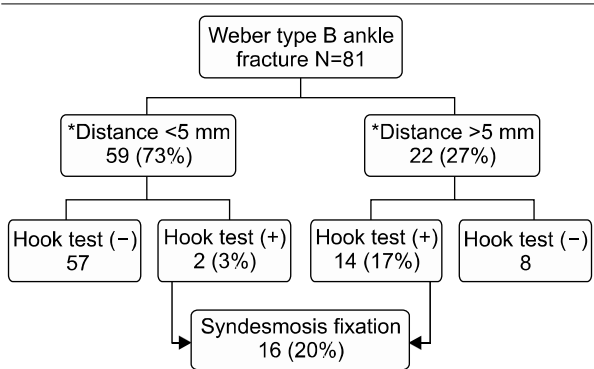 Weber type B ankle
fracture N=81
*Distance <5 mm
59 (73%)
*Distance >5 mm
22 (27%)
Hook test (−)
57
Hook test (+)
2 (3%)
Hook test (+)
14 (17%)
Hook test (−)
8
Syndesmosis fixation
16 (20%)